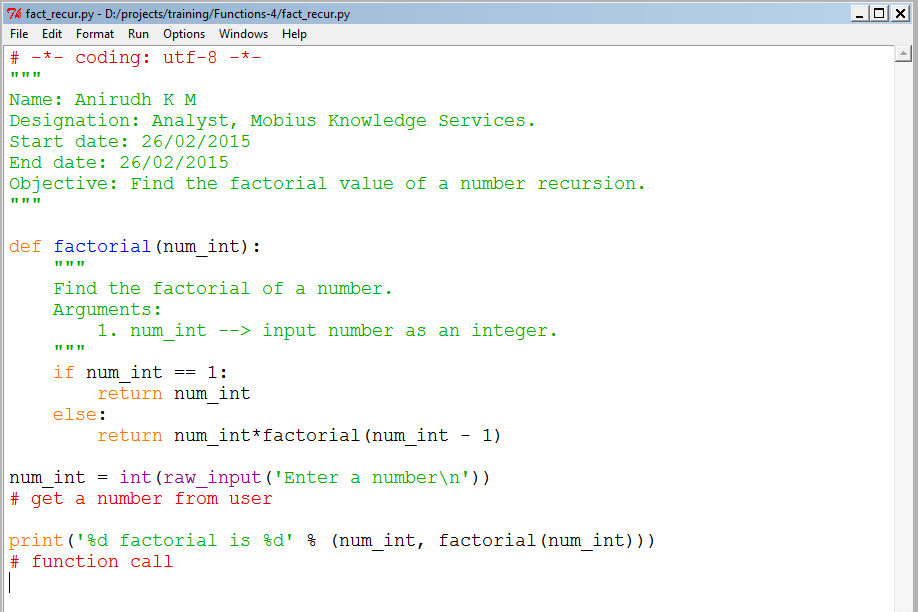 fact_recur.py - D:/projects/training/Functions-4/fact_recur.py
File Edit Format Run Options Windows Help
# -*- coding: utf-8 -*-
"""
Name: Anirudh K M
Designation: Analyst, Mobius Knowledge Services.
Start date: 26/02/2015
End date: 26/02/2015
Objective: Find the factorial value of a number recursion.
"""

def factorial(num_int):
    """
    Find the factorial of a number.
    Arguments:
        1. num_int --> input number as an integer.
    """
    if num_int == 1:
        return num_int
    else:
        return num_int*factorial(num_int - 1)

num_int = int(raw_input('Enter a number\n'))
# get a number from user

print('%d factorial is %d' % (num_int, factorial(num_int)))
# function call